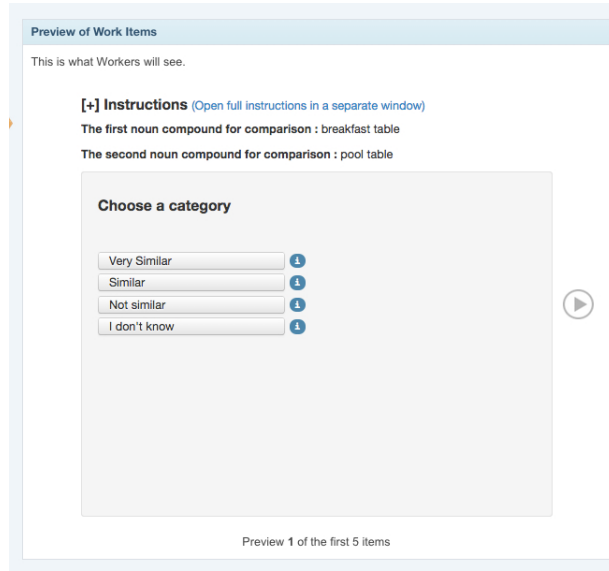 Preview of Work Items
This is what Workers will see.
[+] Instructions (Open full instructions in a separate window)
The first noun compound for comparison : breakfast table
The second noun compound for comparison : pool table
Choose a category
Very Similar
Similar
Not similar
I don't know
Preview 1 of the first 5 items